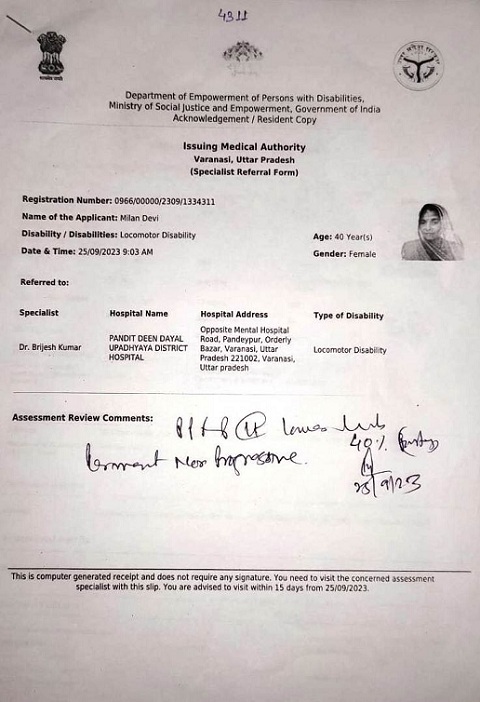 4311
Department of Empowerment of Persons with Disabilities,
Ministry of Social Justice and Empowerment, Government of India
Acknowledgement / Resident Copy
Issuing Medical Authority
Varanasi, Uttar Pradesh
(Specialist Referral Form)
Registration Number: 0966/00000/2309/1334311
Name of the Applicant: Milan Devi
Disability / Disabilities: Locomotor Disability
Age: 40 Year(s)
Date & Time: 25/09/2023 9:03 AM
Gender: Female
Referred to:
Specialist Hospital Name Hospital Address Type of Disability
Dr. Brijesh Kumar
PANDIT DEEN DAYAL
UPADHYAYA DISTRICT
HOSPITAL
Opposite Mental Hospital
Road, Pandeypur, Orderly
Bazar, Varanasi, Uttar
Pradesh 221002, Varanasi,
Uttar pradesh
Locomotor Disability
Assessment Review Comments:
lower limb
40%
Non Progressive.
25/9/23
This is computer generated receipt and does not require any signature. You need to visit the concerned assessment
specialist with this slip. You are advised to visit within 15 days from 25/09/2023.